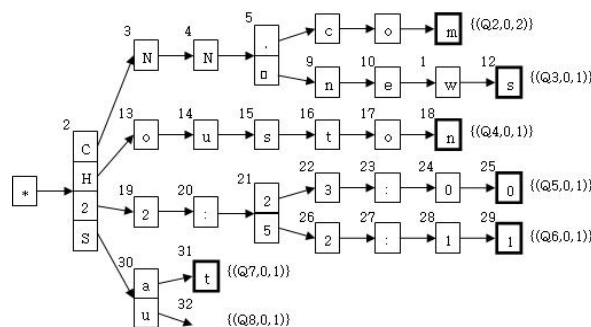 5
c o m {(Q2,0,2)}
3 4
N N .
9 10 1 12
n e w s {(Q3,0,1)}
2 13 14 15 16 17 18
C o u s t o n {(Q4,0,1)}
H
22 23 24 25
21
3 : 0 0 {(Q5,0,1)}
19 20
* 2 2 : 2
26 27 28 29
5
S 2 : 1 1 {(Q6,0,1)}
30 31
a t {(Q7,0,1)}
32
u {(Q8,0,1)}